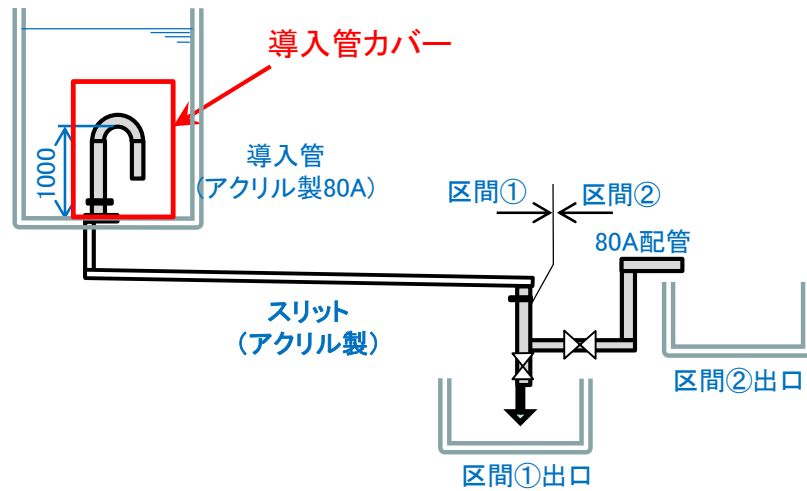 導入管カバー
1000
導入管
(アクリル製80A)
区間①
区間②
80A配管
スリット
(アクリル製)
区間②出口
区間①出口